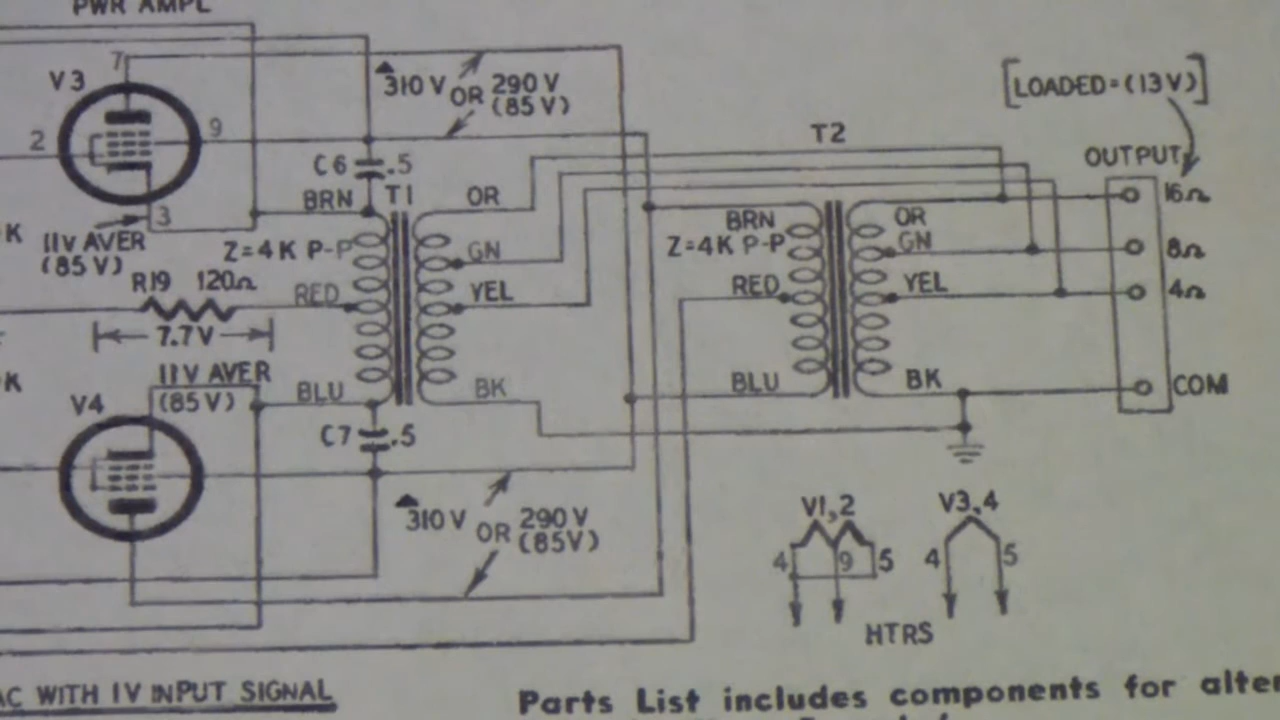 PWR AMPL
7
V3
310 V OR 290 V
(85 V)
[LOADED=(13V)]
2
9
T2
C6 .5
OUTPUT
BRN T1 OR
16Ω
3
BRN OR
11V AVER
(85 V)
K
Z=4K P-P
GN
Z=4K P-P
GN
8Ω
R19 120Ω
RED
YEL
RED
YEL
4Ω
7.7V
11V AVER
(85V)
K
BLU
BK
BLU
BK
COM
V4
C7 .5
310 V OR 290 V
(85V)
V1,2
V3,4
4 9 5
4 5
HTRS
AC WITH 1V INPUT SIGNAL
Parts List includes components for alter